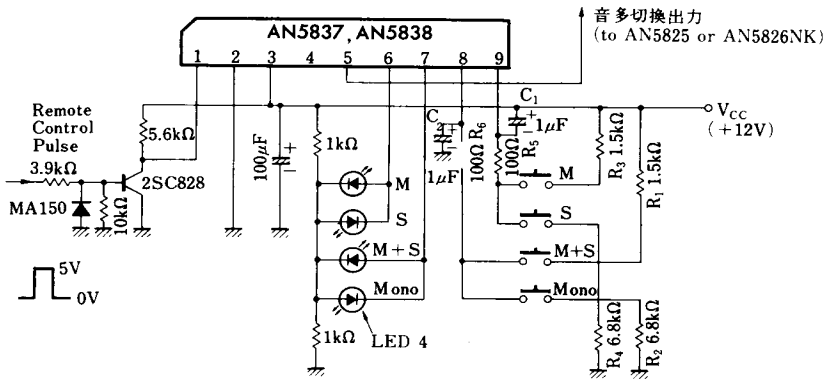 音多切換出力
(to AN5825 or AN5826NK)
AN5837, AN5838
1 2 3 4 5 6 7 8 9
Remote
Control
Pulse
5.6kΩ
3.9kΩ
2SC828
MA150
10kΩ
5V
0V
100μF
+
−
1kΩ
M
S
M+S
Mono
1kΩ
LED 4
C₂
+
−
1μF
100Ω R₆
100Ω
R₅
C₁
+
−
1μF
M
S
M+S
Mono
R₃ 1.5kΩ
R₁ 1.5kΩ
R₄ 6.8kΩ
R₂ 6.8kΩ
VCC
(+12V)